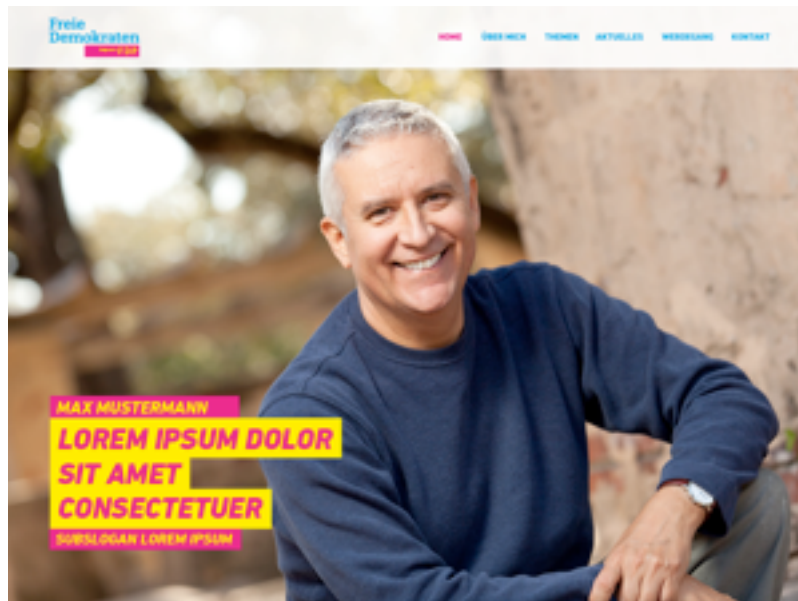 Freie
Demokraten
HOME ÜBER MICH THEMEN AKTUELLES WERDEGANG KONTAKT
MAX MUSTERMANN
LOREM IPSUM DOLOR
SIT AMET
CONSECTETUER
SUBSLOGAN LOREM IPSUM